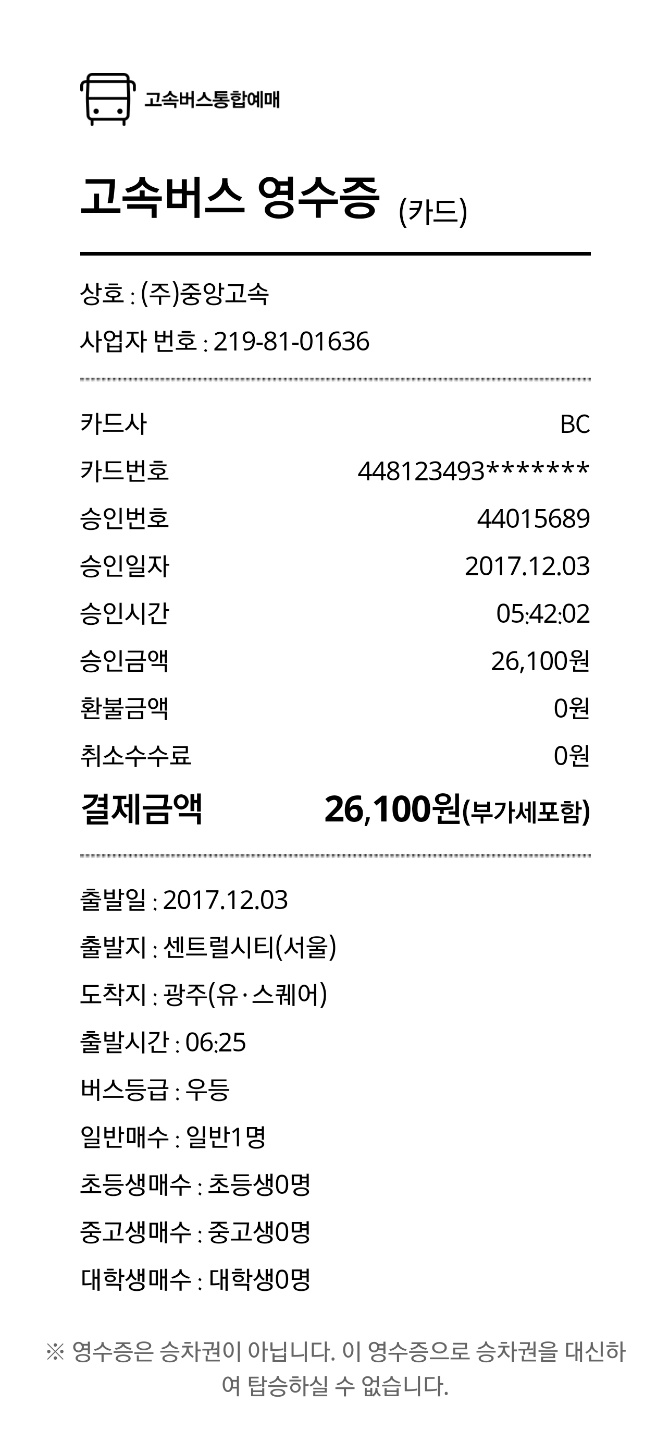 고속버스통합예매
고속버스 영수증 (카드)
상호 : (주)중앙고속
사업자 번호 : 219-81-01636
카드사 BC
카드번호 448123493*******
승인번호 44015689
승인일자 2017.12.03
승인시간 05:42:02
승인금액 26,100원
환불금액 0원
취소수수료 0원
결제금액 26,100원(부가세포함)
출발일 : 2017.12.03
출발지 : 센트럴시티(서울)
도착지 : 광주(유·스퀘어)
출발시간 : 06:25
버스등급 : 우등
일반매수 : 일반1명
초등생매수 : 초등생0명
중고생매수 : 중고생0명
대학생매수 : 대학생0명
※ 영수증은 승차권이 아닙니다. 이 영수증으로 승차권을 대신하
여 탑승하실 수 없습니다.